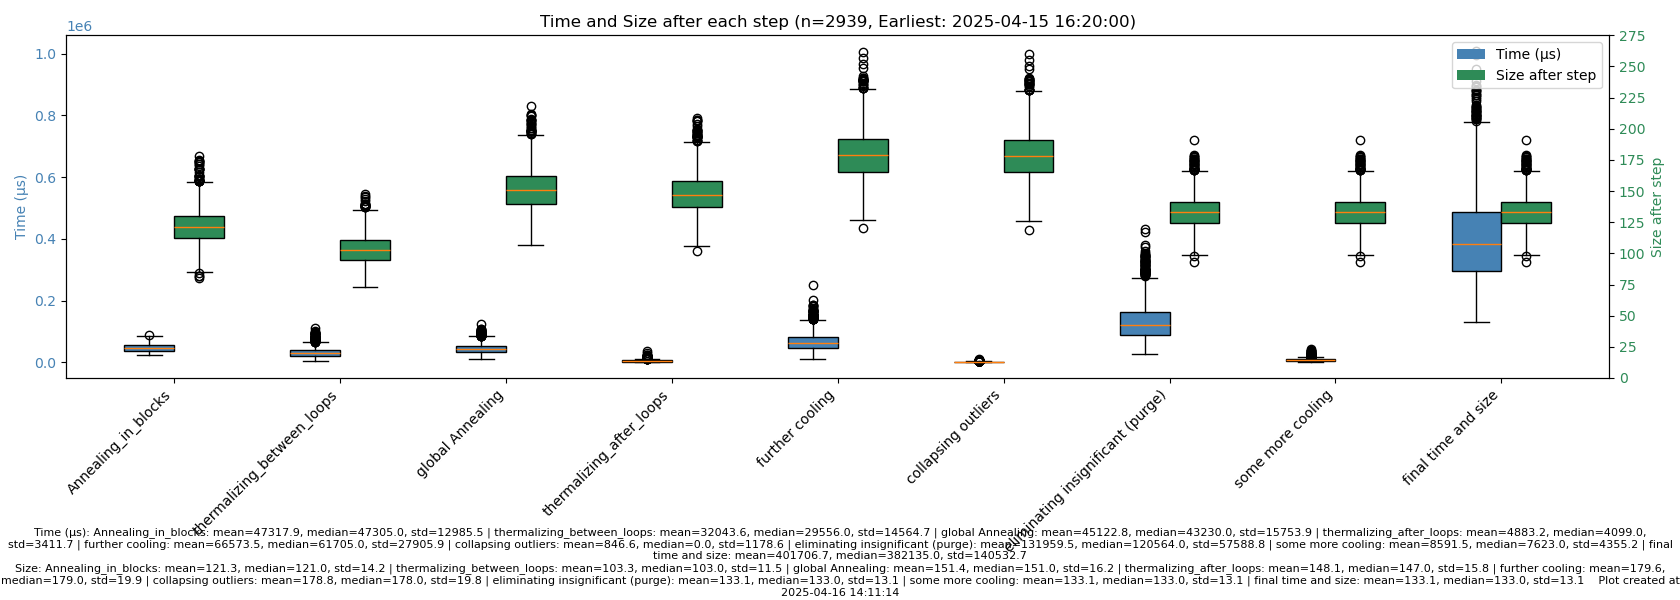 Time and Size after each step (n=2939, Earliest: 2025-04-15 16:20:00)
1e6
1.0
0.8
0.6
0.4
0.2
0.0
Time (µs)
275
250
225
200
175
150
125
100
75
50
25
0
Size after step
Time (µs)
Size after step
Annealing_in_blocks
thermalizing_between_loops
global Annealing
thermalizing_after_loops
further cooling
collapsing outliers
eliminating insignificant (purge)
some more cooling
final time and size
Time (µs): Annealing_in_blocks: mean=47317.9, median=47305.0, std=12985.5 | thermalizing_between_loops: mean=32043.6, median=29556.0, std=14564.7 | global Annealing: mean=45122.8, median=43230.0, std=15753.9 | thermalizing_after_loops: mean=4883.2, median=4099.0,
std=3411.7 | further cooling: mean=66573.5, median=61705.0, std=27905.9 | collapsing outliers: mean=846.6, median=0.0, std=1178.6 | eliminating insignificant (purge): mean=131959.5, median=120564.0, std=57588.8 | some more cooling: mean=8591.5, median=7623.0, std=4355.2 | final
time and size: mean=401706.7, median=382135.0, std=140532.7
Size: Annealing_in_blocks: mean=121.3, median=121.0, std=14.2 | thermalizing_between_loops: mean=103.3, median=103.0, std=11.5 | global Annealing: mean=151.4, median=151.0, std=16.2 | thermalizing_after_loops: mean=148.1, median=147.0, std=15.8 | further cooling: mean=179.6,
median=179.0, std=19.9 | collapsing outliers: mean=178.8, median=178.0, std=19.8 | eliminating insignificant (purge): mean=133.1, median=133.0, std=13.1 | some more cooling: mean=133.1, median=133.0, std=13.1 | final time and size: mean=133.1, median=133.0, std=13.1 Plot created at
2025-04-16 14:11:14